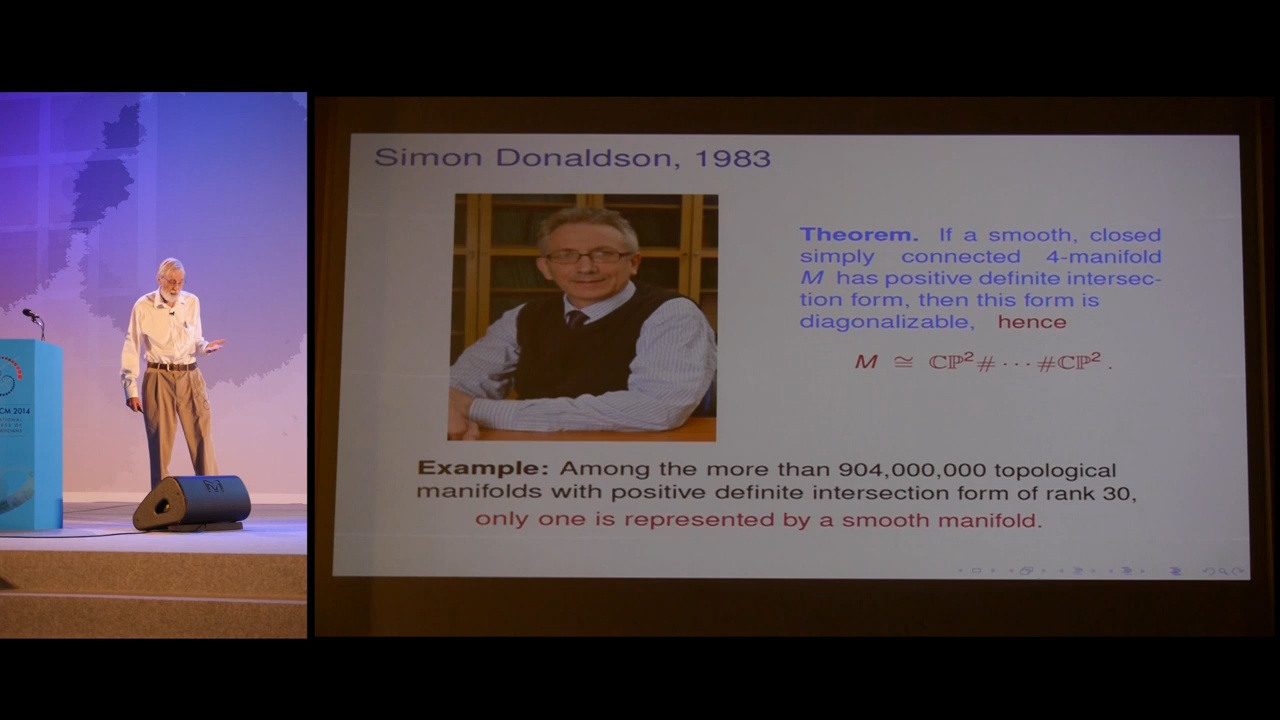 Simon Donaldson, 1983
Theorem. If a smooth, closed
simply connected 4-manifold
M has positive definite intersec-
tion form, then this form is
diagonalizable, hence
M ≅ ℂℙ²# ⋯ #ℂℙ² .
Example: Among the more than 904,000,000 topological
manifolds with positive definite intersection form of rank 30,
only one is represented by a smooth manifold.
CM 2014